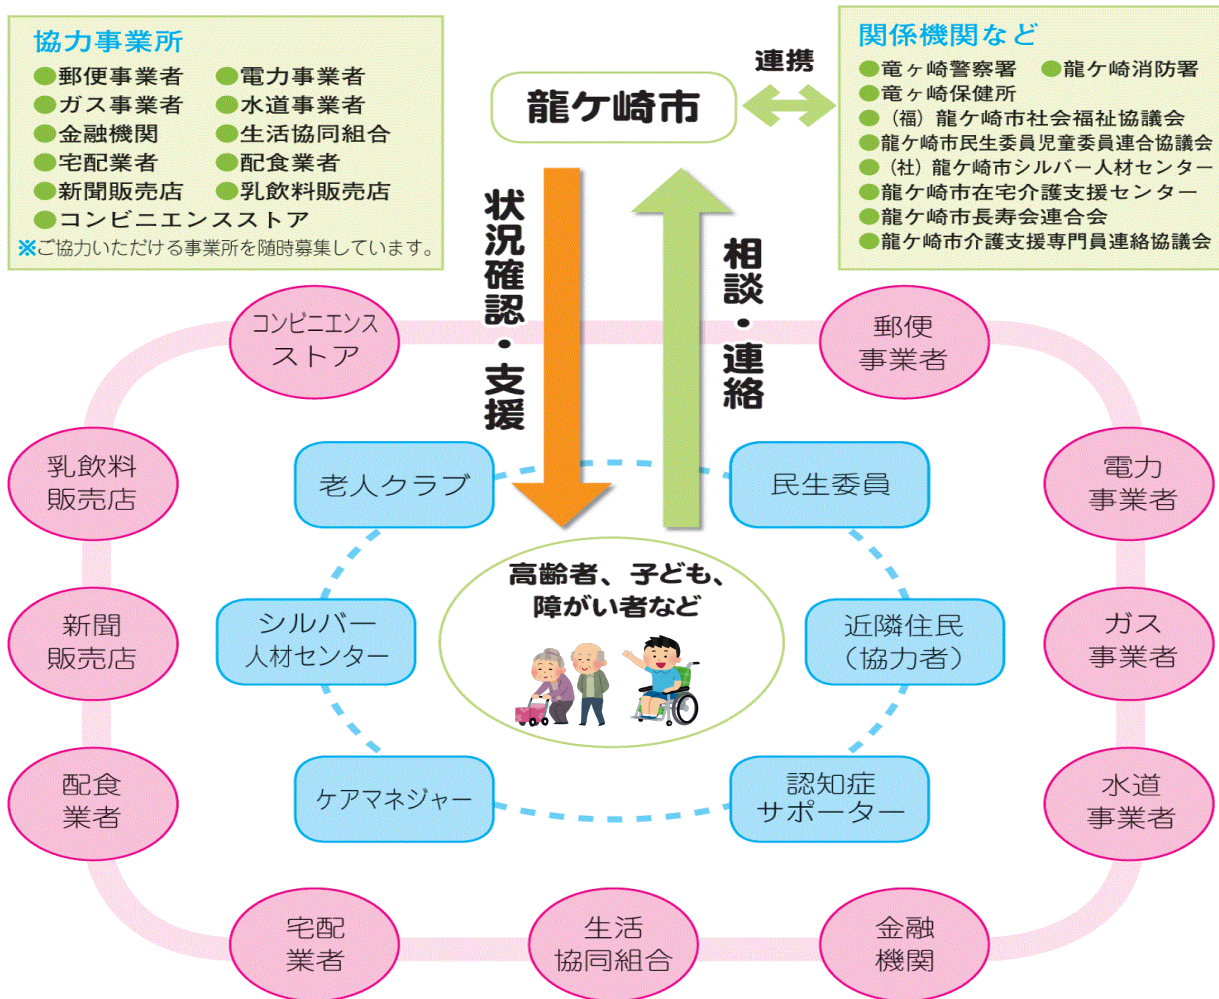 協力事業所
●郵便事業者 ●電力事業者
●ガス事業者 ●水道事業者
●金融機関 ●生活協同組合
●宅配業者 ●配食業者
●新聞販売店 ●乳飲料販売店
●コンビニエンスストア
※ご協力いただける事業所を随時募集しています。
龍ケ崎市
連携
関係機関など
●竜ヶ崎警察署 ●龍ケ崎消防署
●竜ヶ崎保健所
●（福）龍ケ崎市社会福祉協議会
●龍ケ崎市民生委員児童委員連合協議会
●（社）龍ケ崎市シルバー人材センター
●龍ケ崎市在宅介護支援センター
●龍ケ崎市長寿会連合会
●龍ケ崎市介護支援専門員連絡協議会
状況確認・支援
相談・連絡
コンビニエンス
ストア
郵便
事業者
乳飲料
販売店
老人クラブ
民生委員
電力
事業者
高齢者、子ども、
障がい者など
新聞
販売店
シルバー
人材センター
近隣住民
（協力者）
ガス
事業者
配食
業者
ケアマネジャー
認知症
サポーター
水道
事業者
宅配
業者
生活
協同組合
金融
機関